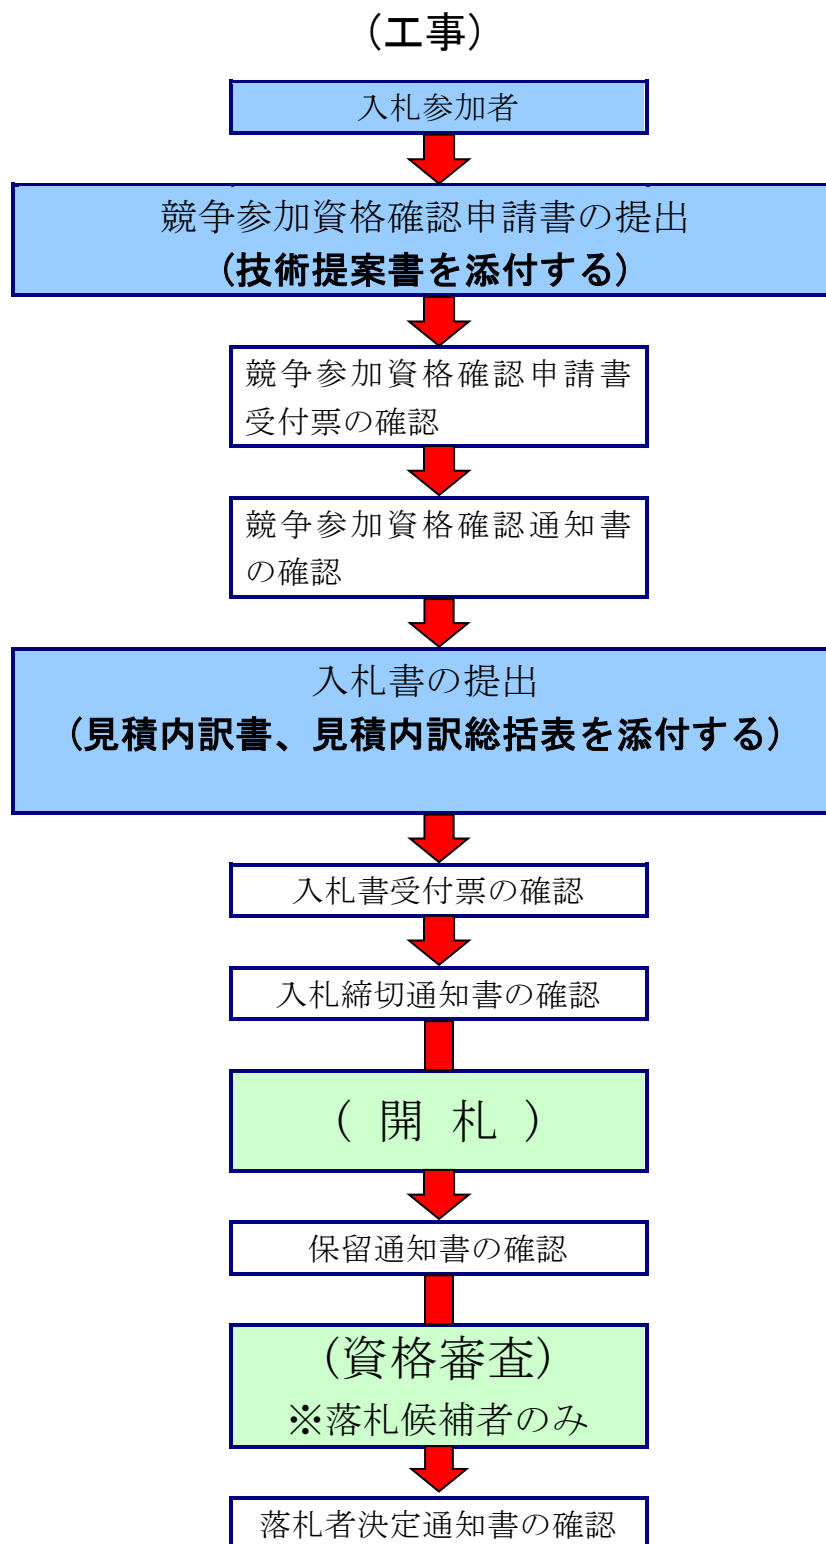 （工事）
入札参加者
競争参加資格確認申請書の提出
（技術提案書を添付する）
競争参加資格確認申請書
受付票の確認
競争参加資格確認通知書
の確認
入札書の提出
（見積内訳書、見積内訳総括表を添付する）
入札書受付票の確認
入札締切通知書の確認
（ 開 札 ）
保留通知書の確認
（資格審査）
※落札候補者のみ
落札者決定通知書の確認